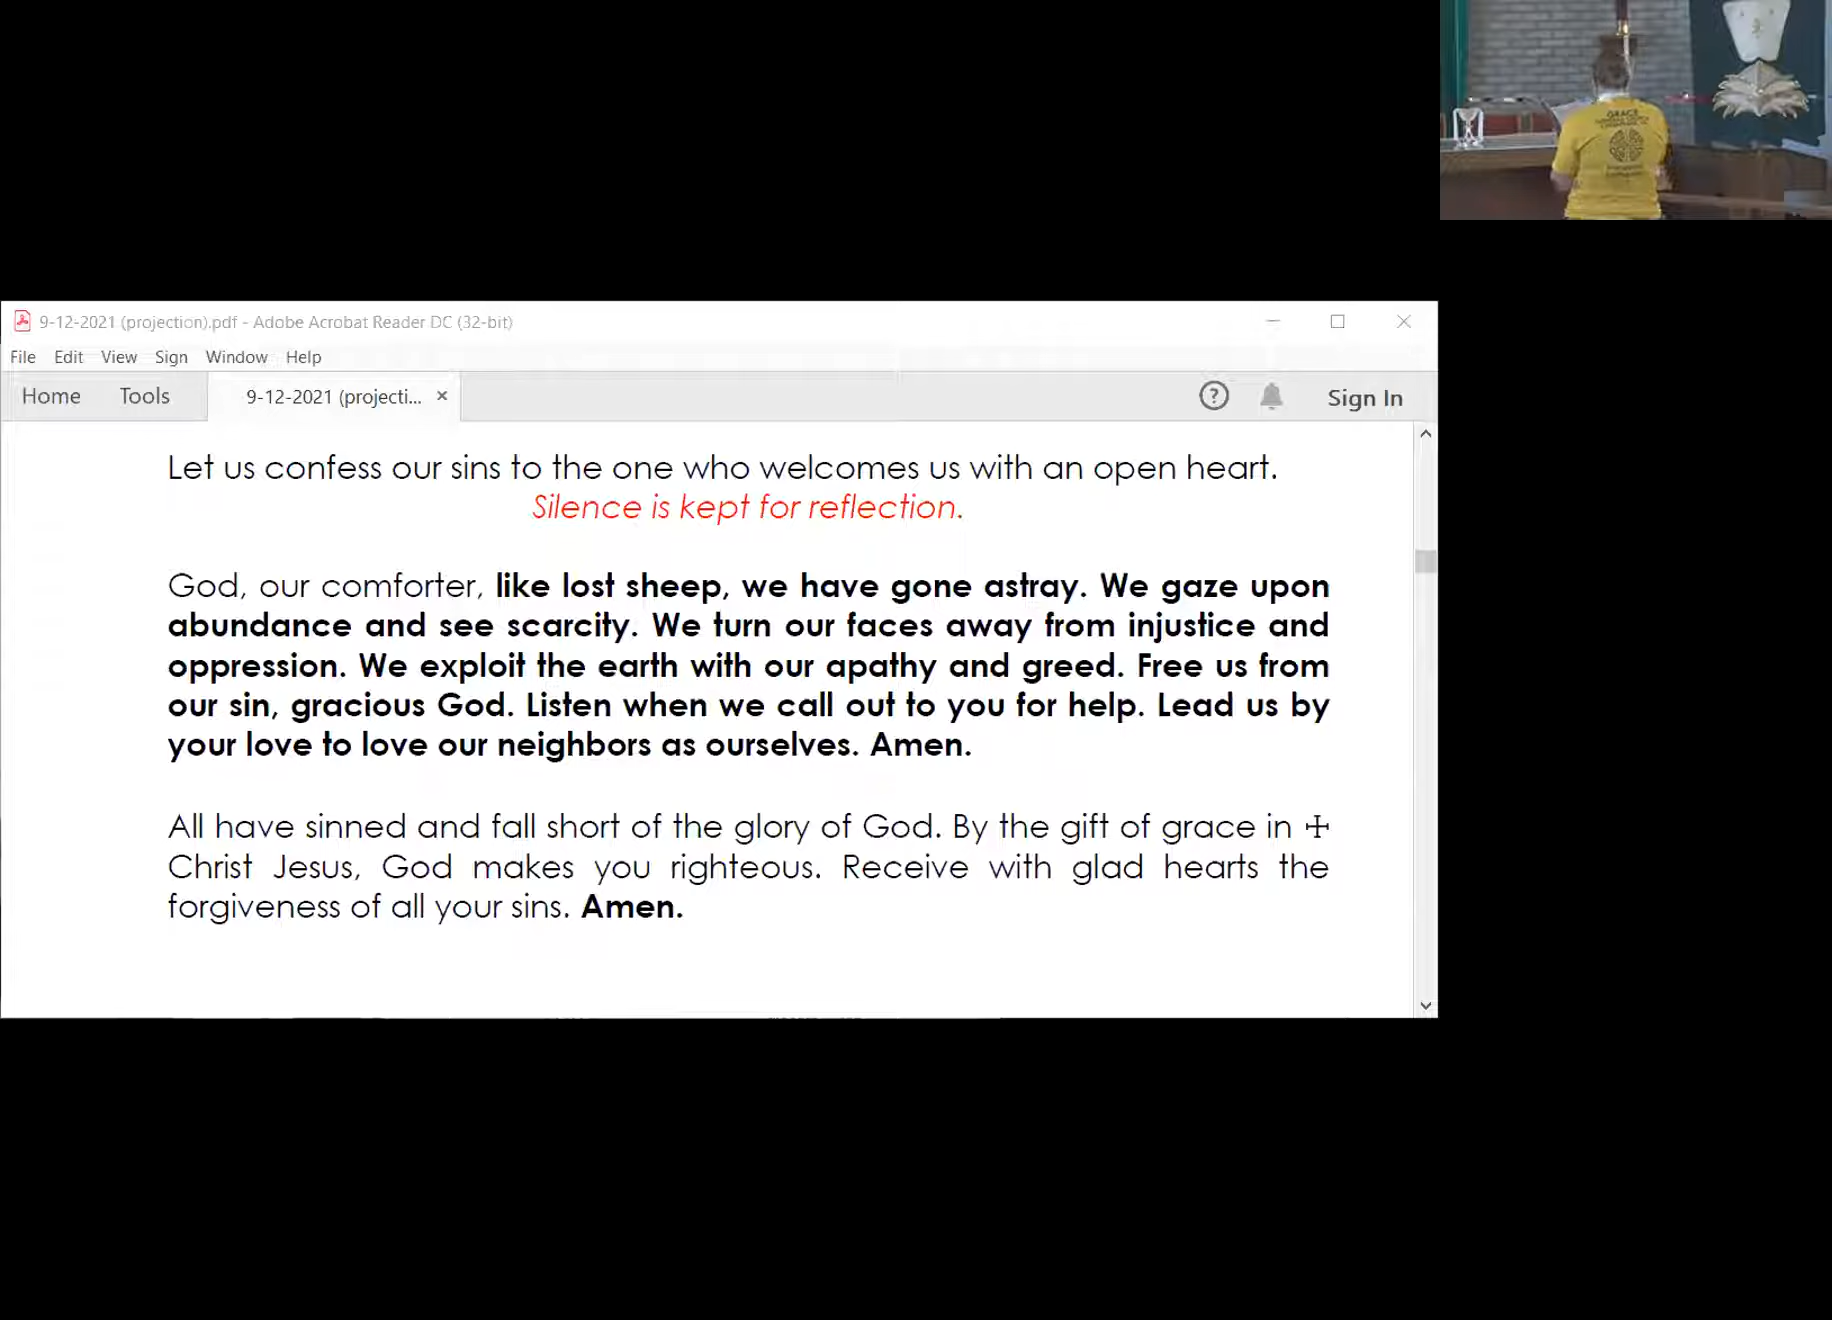 GRACE
9-12-2021 (projection).pdf - Adobe Acrobat Reader DC (32-bit)
File Edit View Sign Window Help
Home Tools 9-12-2021 (projecti... × Sign In
Let us confess our sins to the one who welcomes us with an open heart.
Silence is kept for reflection.
God, our comforter, like lost sheep, we have gone astray. We gaze upon
abundance and see scarcity. We turn our faces away from injustice and
oppression. We exploit the earth with our apathy and greed. Free us from
our sin, gracious God. Listen when we call out to you for help. Lead us by
your love to love our neighbors as ourselves. Amen.
All have sinned and fall short of the glory of God. By the gift of grace in ☩
Christ Jesus, God makes you righteous. Receive with glad hearts the
forgiveness of all your sins. Amen.